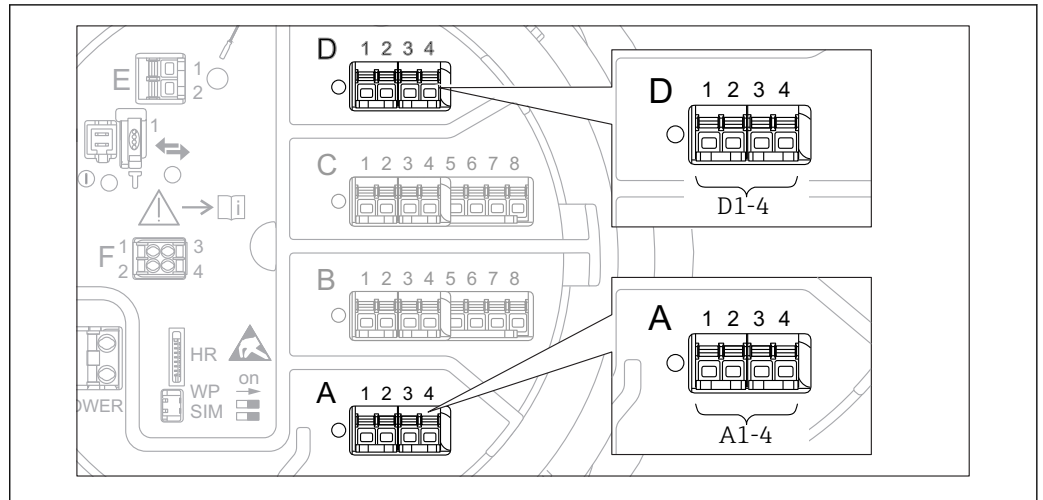 D 1 2 3 4
E 1
2
1
C 1 2 3 4 5 6 7 8
i
F 1 3
2 4
B 1 2 3 4 5 6 7 8
HR
WP on
SIM
OWER
A 1 2 3 4
D 1 2 3 4
D1-4
A 1 2 3 4
A1-4